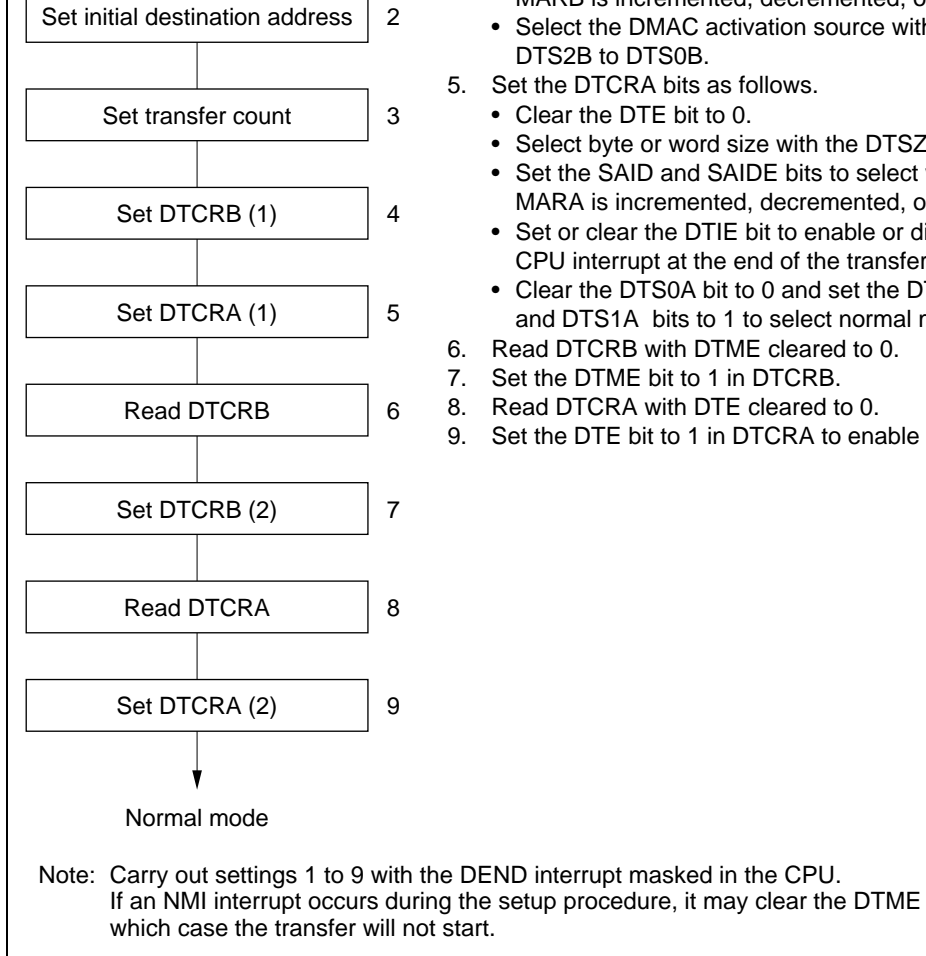 Set initial destination address 2
Set transfer count 3
Set DTCRB (1) 4
Set DTCRA (1) 5
Read DTCRB 6
Set DTCRB (2) 7
Read DTCRA 8
Set DTCRA (2) 9
Normal mode
MARB is incremented, decremented, o
• Select the DMAC activation source with
DTS2B to DTS0B.
5. Set the DTCRA bits as follows.
• Clear the DTE bit to 0.
• Select byte or word size with the DTSZ
• Set the SAID and SAIDE bits to select
MARA is incremented, decremented, o
• Set or clear the DTIE bit to enable or di
CPU interrupt at the end of the transfer
• Clear the DTS0A bit to 0 and set the DT
and DTS1A bits to 1 to select normal
6. Read DTCRB with DTME cleared to 0.
7. Set the DTME bit to 1 in DTCRB.
8. Read DTCRA with DTE cleared to 0.
9. Set the DTE bit to 1 in DTCRA to enable
Note: Carry out settings 1 to 9 with the DEND interrupt masked in the CPU.
If an NMI interrupt occurs during the setup procedure, it may clear the DTME
which case the transfer will not start.